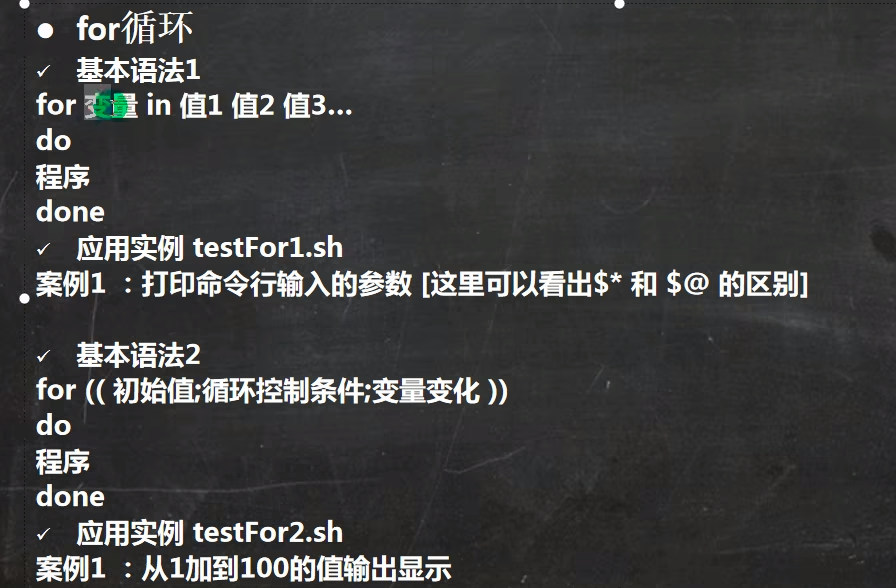 ● for循环
✓ 基本语法1
for 变量 in 值1 值2 值3...
do
程序
done
✓ 应用实例 testFor1.sh
案例1 ：打印命令行输入的参数 [这里可以看出$* 和 $@ 的区别]
✓ 基本语法2
for (( 初始值;循环控制条件;变量变化 ))
do
程序
done
✓ 应用实例 testFor2.sh
案例1 ：从1加到100的值输出显示